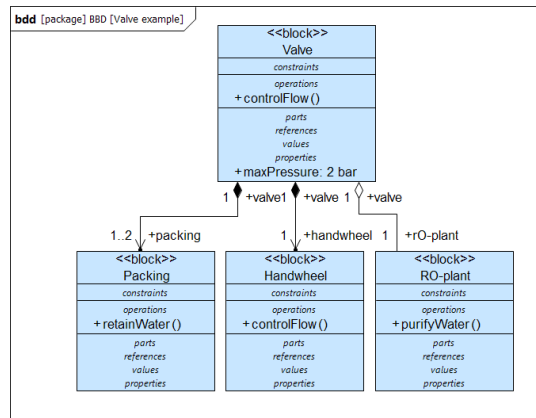 bdd [package] BBD [Valve example]
<<block>>
Valve
constraints
operations
+controlFlow()
parts
references
values
properties
+maxPressure: 2 bar
1 +valve 1 +valve 1 +valve
1..2 +packing 1 +handwheel 1 +rO-plant
<<block>>
Packing
constraints
operations
+retainWater()
parts
references
values
properties
<<block>>
Handwheel
constraints
operations
+controlFlow()
parts
references
values
properties
<<block>>
RO-plant
constraints
operations
+purifyWater()
parts
references
values
properties